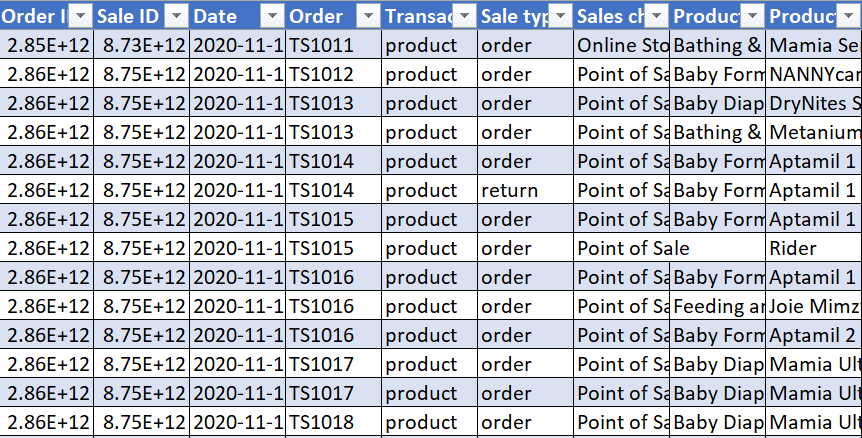 Order I Sale ID Date Order Transac Sale typ Sales ch Product Product
2.85E+12 8.73E+12 2020-11-1 TS1011 product order Online Sto Bathing & Mamia Se
2.86E+12 8.75E+12 2020-11-1 TS1012 product order Point of Sa Baby Form NANNYcar
2.86E+12 8.75E+12 2020-11-1 TS1013 product order Point of Sa Baby Diap DryNites S
2.86E+12 8.75E+12 2020-11-1 TS1013 product order Point of Sa Bathing & Metanium
2.86E+12 8.75E+12 2020-11-1 TS1014 product order Point of Sa Baby Form Aptamil 1
2.86E+12 8.75E+12 2020-11-1 TS1014 product return Point of Sa Baby Form Aptamil 1
2.86E+12 8.75E+12 2020-11-1 TS1015 product order Point of Sa Baby Form Aptamil 1
2.86E+12 8.75E+12 2020-11-1 TS1015 product order Point of Sale Rider
2.86E+12 8.75E+12 2020-11-1 TS1016 product order Point of Sa Baby Form Aptamil 1
2.86E+12 8.75E+12 2020-11-1 TS1016 product order Point of Sa Feeding ar Joie Mimz
2.86E+12 8.75E+12 2020-11-1 TS1016 product order Point of Sa Baby Form Aptamil 2
2.86E+12 8.75E+12 2020-11-1 TS1017 product order Point of Sa Baby Diap Mamia Ult
2.86E+12 8.75E+12 2020-11-1 TS1017 product order Point of Sa Baby Diap Mamia Ult
2.86E+12 8.75E+12 2020-11-1 TS1018 product order Point of Sa Baby Diap Mamia Ult